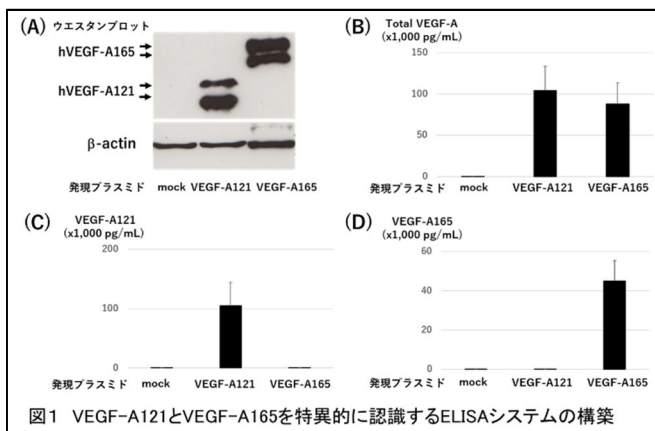 (A) ウエスタンブロット
hVEGF-A165
hVEGF-A121
β-actin
発現プラスミド mock VEGF-A121 VEGF-A165
(B) Total VEGF-A
(x1,000 pg/mL)
150
100
50
0
発現プラスミド mock VEGF-A121 VEGF-A165
(C) VEGF-A121
(x1,000 pg/mL)
200
100
0
発現プラスミド mock VEGF-A121 VEGF-A165
(D) VEGF-A165
(x1,000 pg/mL)
60
40
20
0
発現プラスミド mock VEGF-A121 VEGF-A165
図1 VEGF-A121とVEGF-A165を特異的に認識するELISAシステムの構築